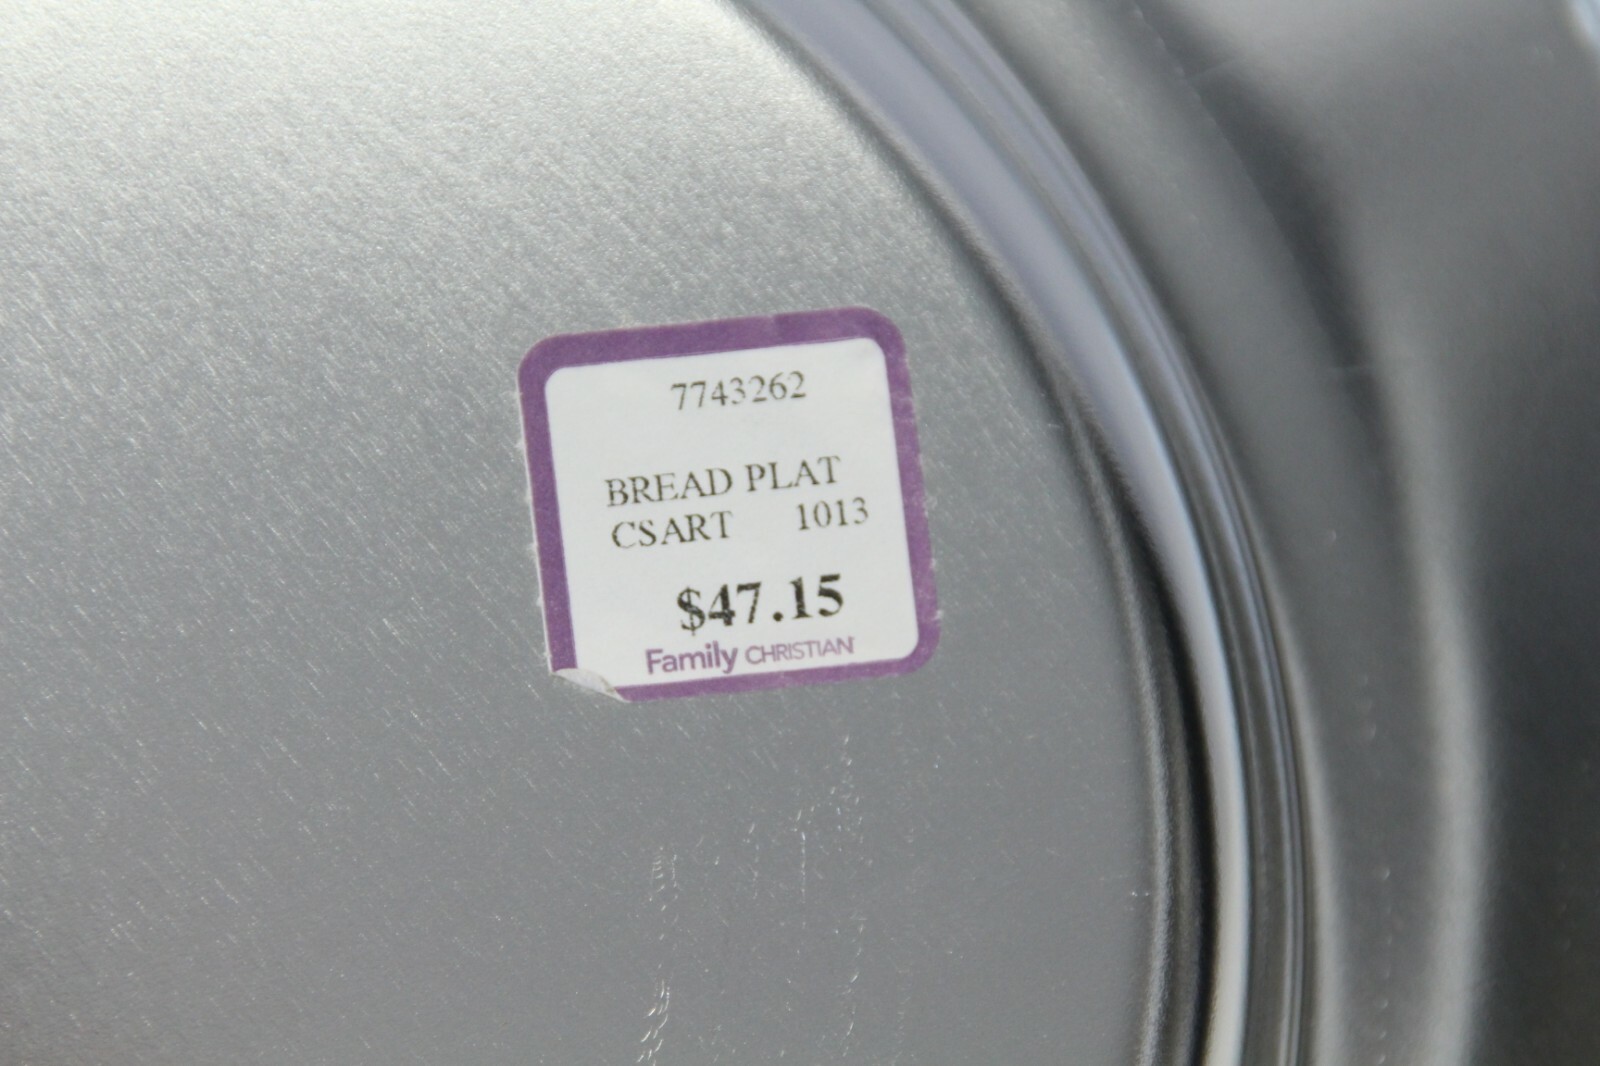 7743262
BREAD PLAT
CSART 1013
$47.15
Family CHRISTIAN